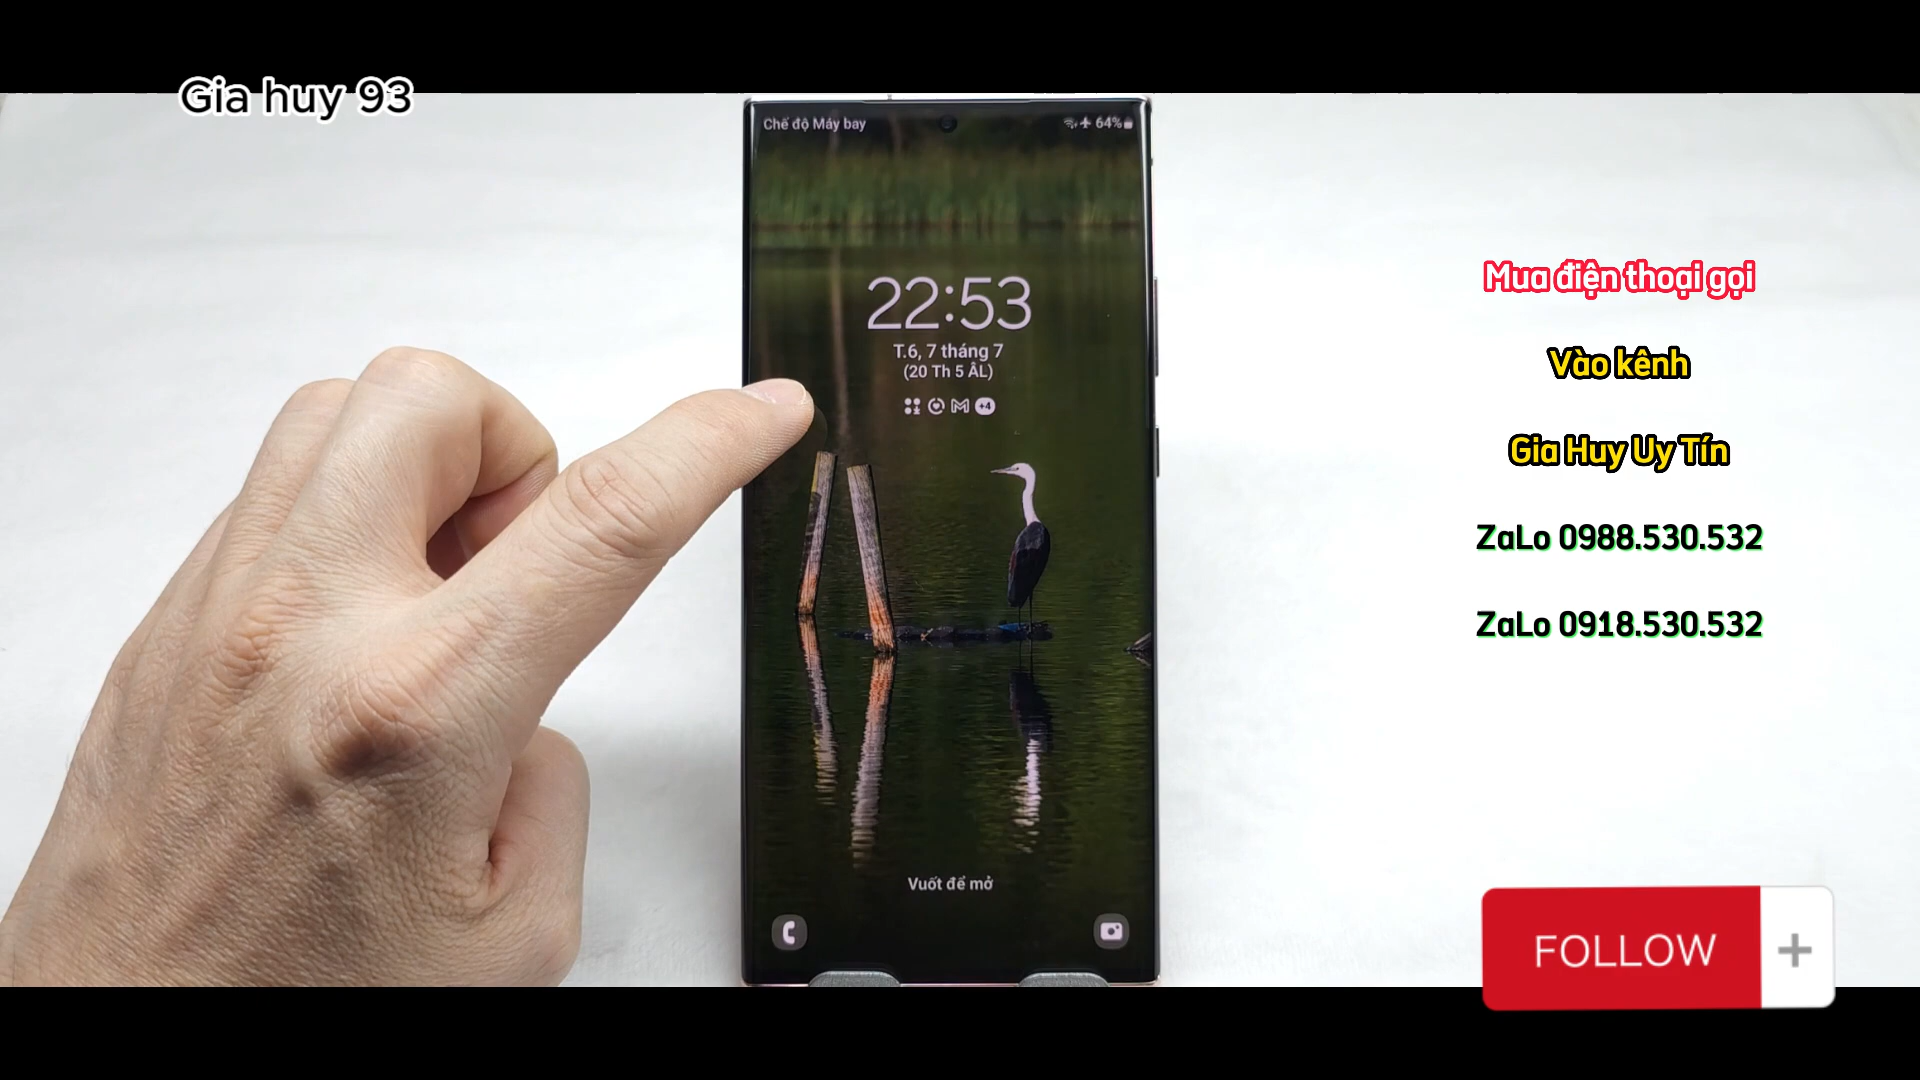 Gia huy 93
Chế độ Máy bay
64%
22:53
T.6, 7 tháng 7
(20 Th 5 ÂL)
+4
Vuốt để mở
Mua điện thoại gọi
Vào kênh
Gia Huy Uy Tín
ZaLo 0988.530.532
ZaLo 0918.530.532
FOLLOW +